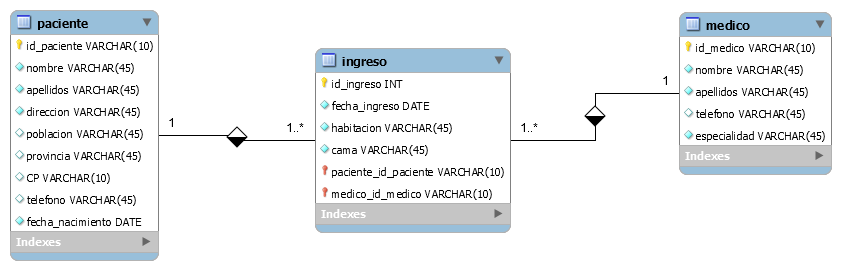 paciente
id_paciente VARCHAR(10)
nombre VARCHAR(45)
apellidos VARCHAR(45)
direccion VARCHAR(45)
poblacion VARCHAR(45)
provincia VARCHAR(45)
CP VARCHAR(10)
telefono VARCHAR(45)
fecha_nacimiento DATE
Indexes
1
1..*
ingreso
id_ingreso INT
fecha_ingreso DATE
habitacion VARCHAR(45)
cama VARCHAR(45)
paciente_id_paciente VARCHAR(10)
medico_id_medico VARCHAR(10)
Indexes
1..*
1
medico
id_medico VARCHAR(10)
nombre VARCHAR(45)
apellidos VARCHAR(45)
telefono VARCHAR(45)
especialidad VARCHAR(45)
Indexes